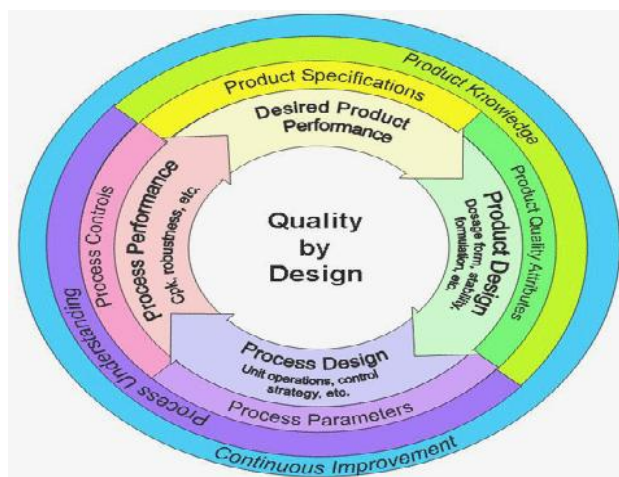 Product Knowledge
Product Specifications
Desired Product
Performance
Product Quality Attributes
Product Design
Dosage form, stability,
formulation, etc.
Process Design
Unit operations, control
strategy, etc.
Process Parameters
Process Controls
Process Performance
Cpk, robustness, etc.
Process Understanding
Continuous Improvement
Quality
by
Design